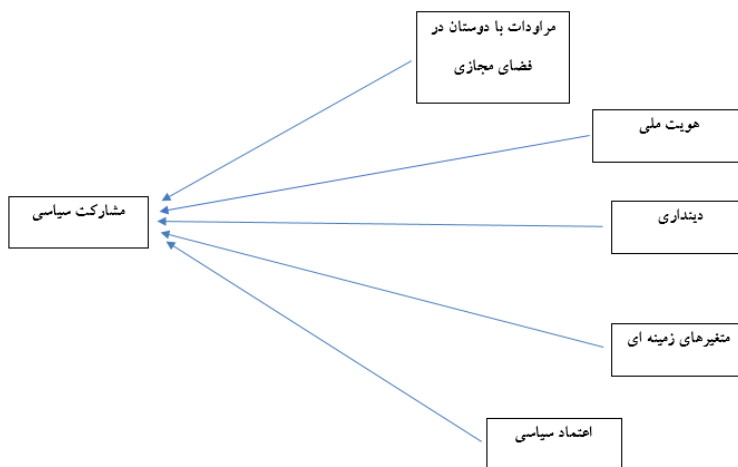 مراودات با دوستان در
فضای مجازی
هویت ملی
مشارکت سیاسی
دینداری
متغیرهای زمینه ای
اعتماد سیاسی